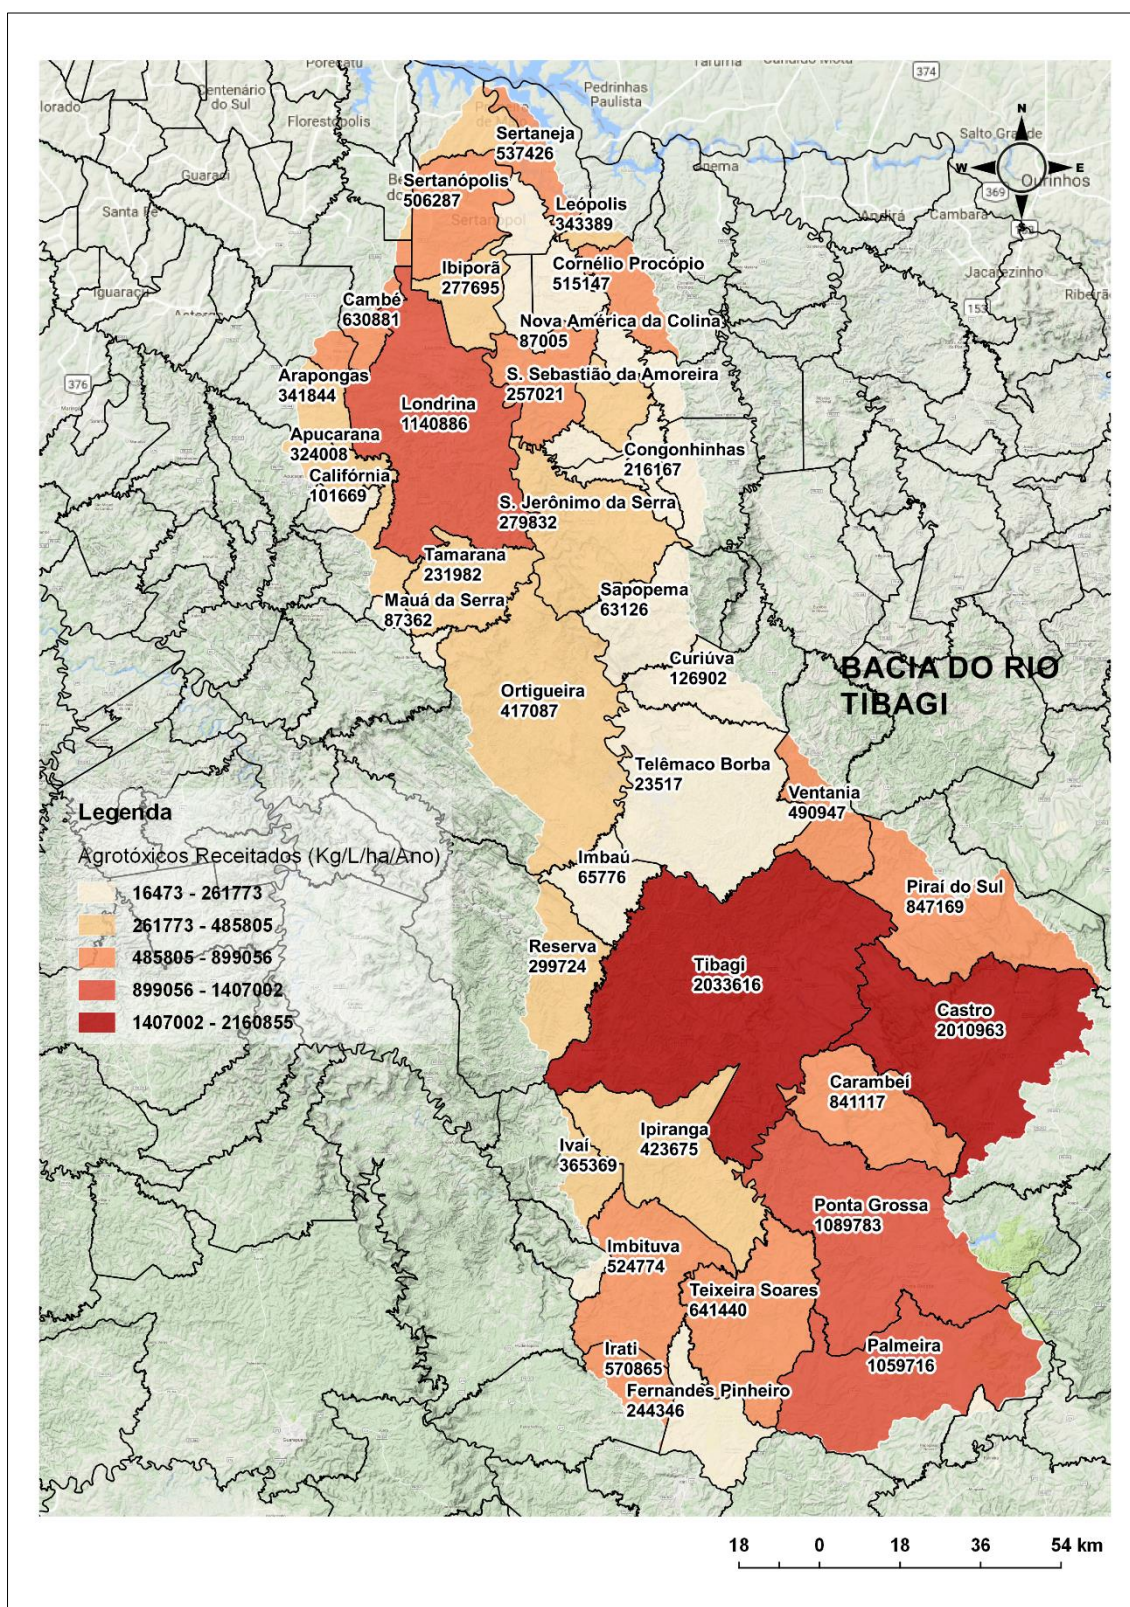 Porecatu
Taruma
374
Centenário
do Sul
Pedrinhas
Paulista
lorado
Florestópolis
N
Salto Grande
Sertaneja
537426
W
E
Ourinhos
Guaraci
Sertanópolis
506287
369
Santa Fé
Leópolis
343389
Andirá
Cambará
Ibiporã
277695
Cornélio Procópio
515147
Jacarezinho
Iguaraçu
Cambé
630881
153
Nova América da Colina
87005
376
Arapongas
341844
S. Sebastião da Amoreira
257021
Londrina
1140886
Apucarana
324008
Congonhinhas
216167
Califórnia
101669
S. Jerônimo da Serra
279832
Tamarana
231982
Sapopema
63126
Mauá da Serra
87362
Curiúva
126902
BACIA DO RIO
TIBAGI
Ortigueira
417087
Telêmaco Borba
23517
Ventania
490947
Legenda
Agrotóxicos Receitados (Kg/L/ha/Ano)
16473 - 261773
261773 - 485805
485805 - 899056
899056 - 1407002
1407002 - 2160855
Imbaú
65776
Piraí do Sul
847169
Reserva
299724
Tibagi
2033616
Castro
2010963
Carambeí
841117
Ipiranga
423675
Ivaí
365369
Ponta Grossa
1089783
Imbituva
524774
Teixeira Soares
641440
Irati
570865
Palmeira
1059716
Fernandes Pinheiro
244346
18 0 18 36 54 km